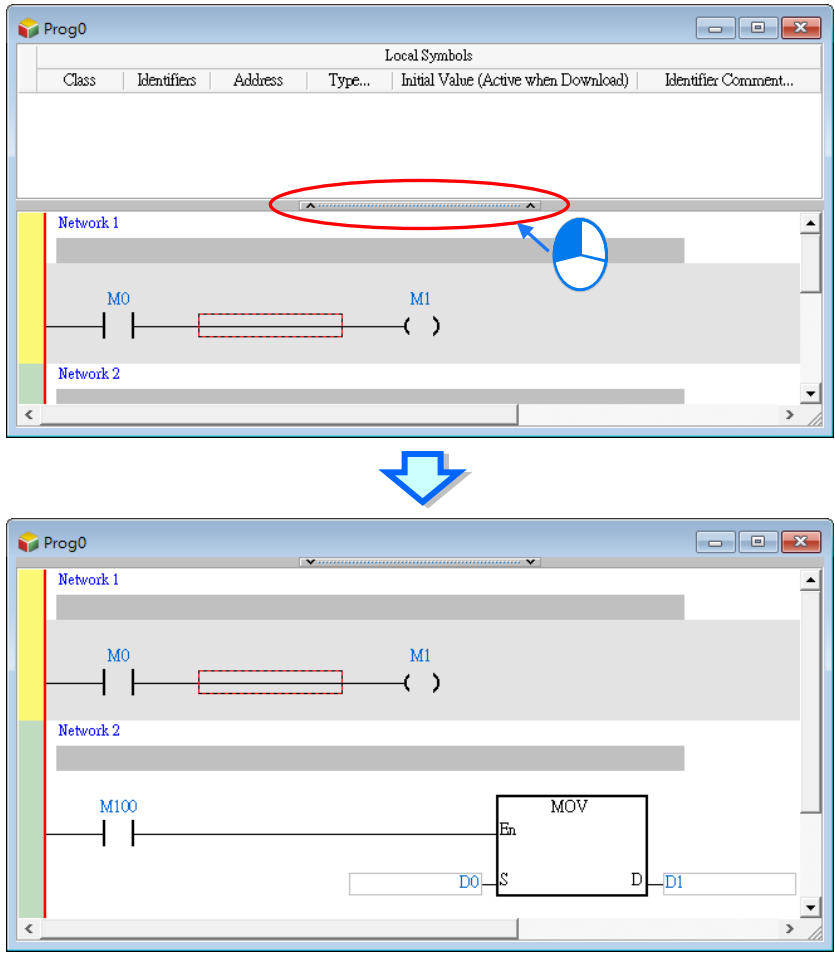 Prog0
Local Symbols
Class Identifiers Address Type... Initial Value (Active when Download) Identifier Comment...
Network 1
M0 M1
Network 2
Prog0
Network 1
M0 M1
Network 2
M100 MOV
En
D0 S D D1